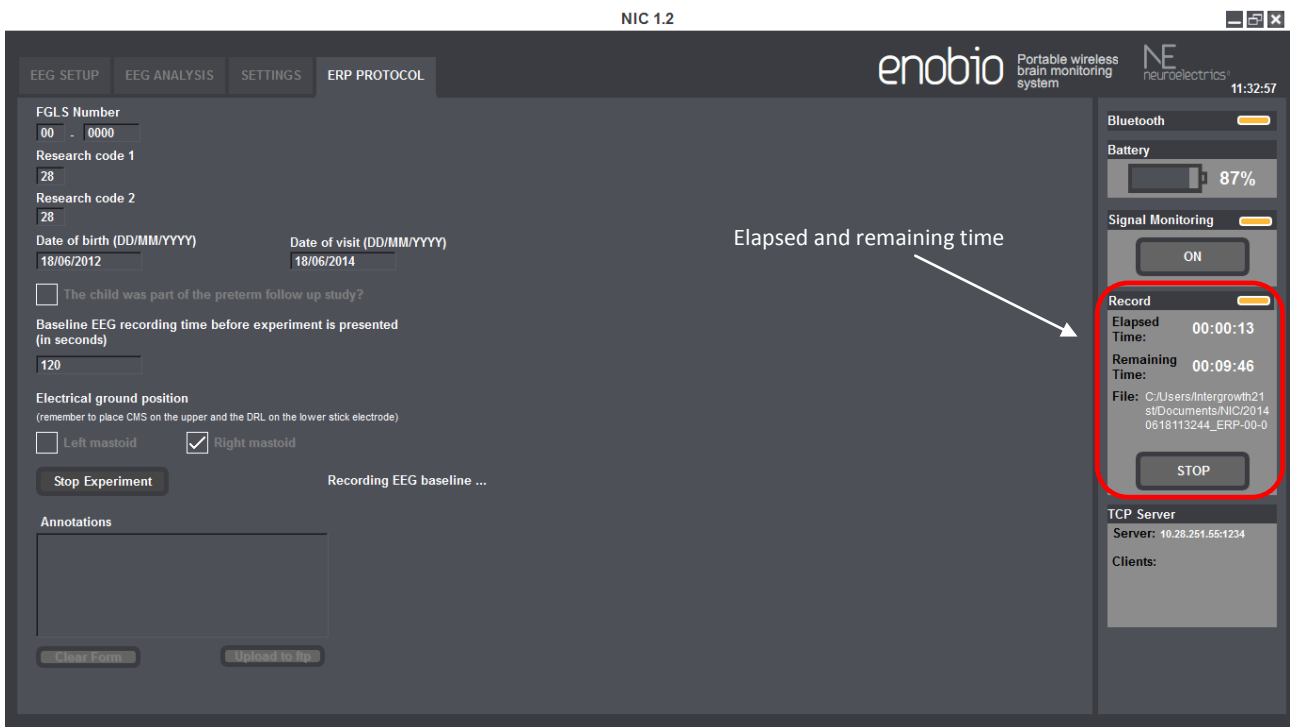 NIC 1.2
EEG SETUP EEG ANALYSIS SETTINGS ERP PROTOCOL
enobio
Portable wireless
brain monitoring
system
NE
neuroelectrics®
11:32:57
FGLS Number
00 - 0000
Research code 1
28
Research code 2
28
Date of birth (DD/MM/YYYY) Date of visit (DD/MM/YYYY)
18/06/2012 18/06/2014
The child was part of the preterm follow up study?
Baseline EEG recording time before experiment is presented
(in seconds)
120
Electrical ground position
(remember to place CMS on the upper and the DRL on the lower stick electrode)
Left mastoid Right mastoid
Stop Experiment Recording EEG baseline ...
Annotations
Clear Form Upload to ftp
Elapsed and remaining time
Bluetooth
Battery
87%
Signal Monitoring
ON
Record
Elapsed
Time: 00:00:13
Remaining
Time: 00:09:46
File: C:/Users/Intergrowth21
st/Documents/NIC/2014
0618113244_ERP-00-0
STOP
TCP Server
Server: 10.28.251.55:1234
Clients: